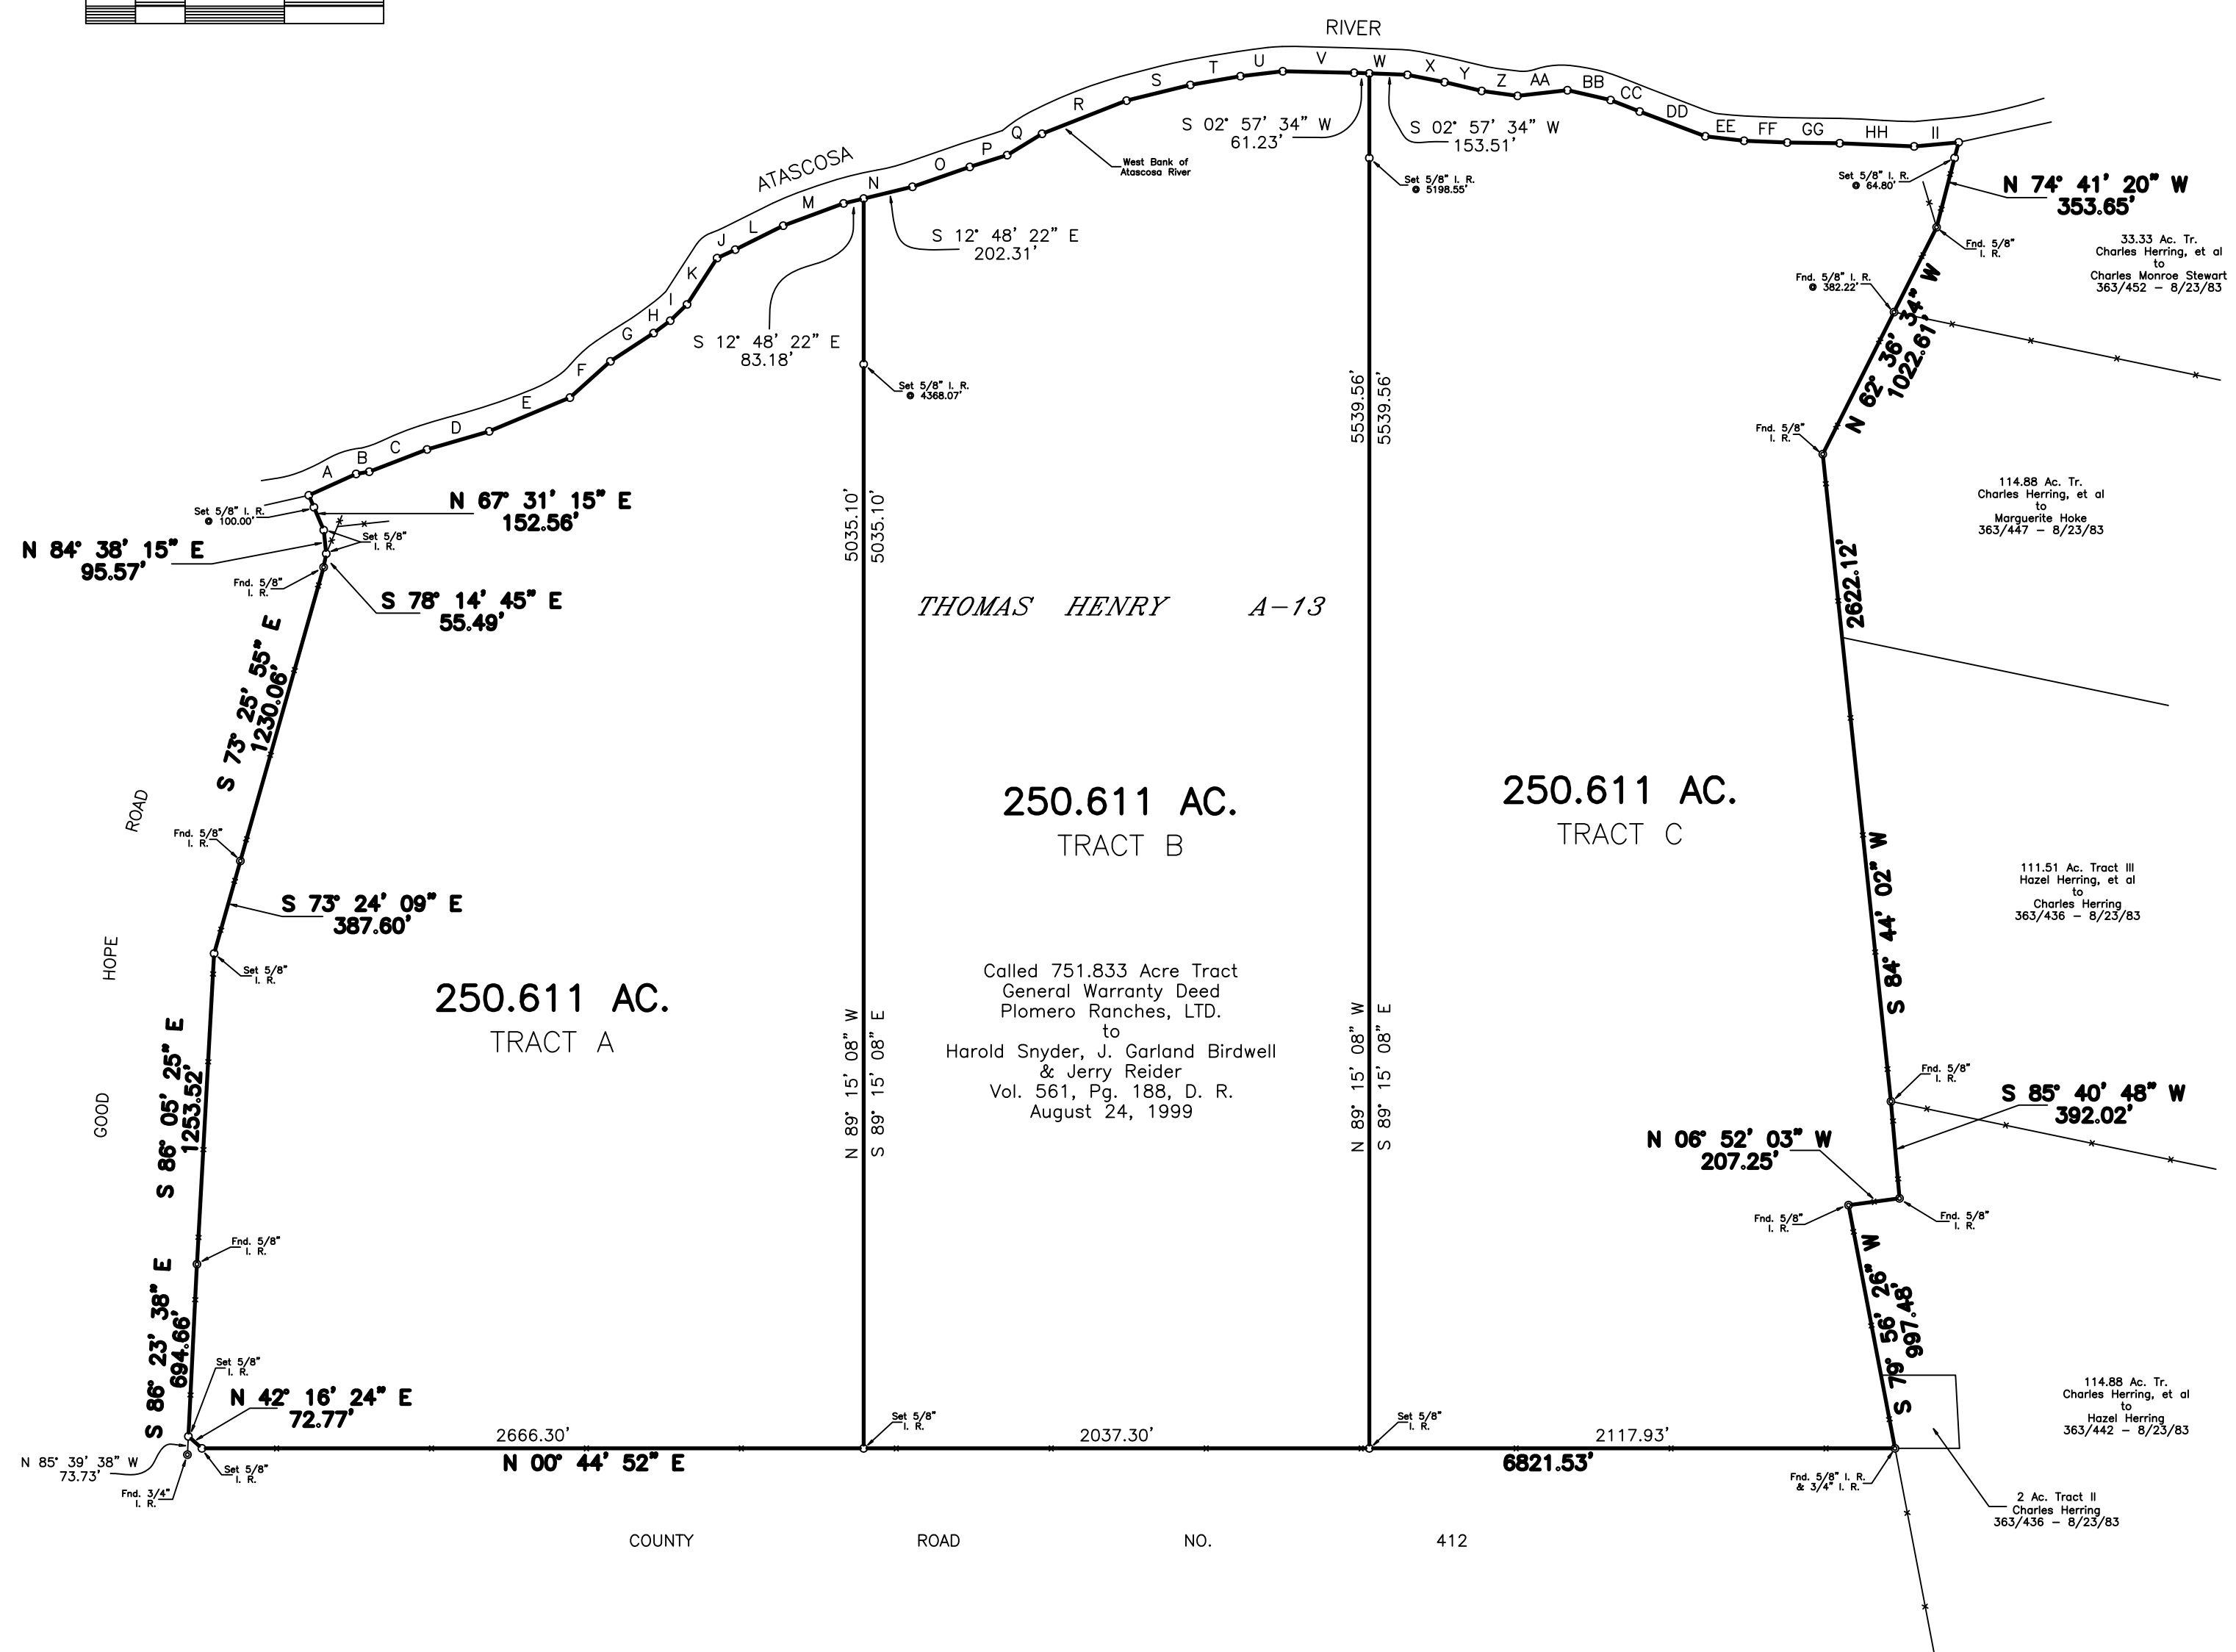 RIVER
ATASCOSA
A
B
C
D
E
F
G
H
I
K
J
L
M
N
O
P
Q
R
S
T
U
V
W
X
Y
Z
AA
BB
CC
DD
EE
FF
GG
HH
II
S 02° 57' 34" W
61.23'
S 02° 57' 34" W
153.51'
West Bank of
Atascosa River
Set 5/8" I. R.
@ 5198.55'
Set 5/8" I. R.
@ 64.80'
N 74° 41' 20" W
353.65'
Fnd. 5/8"
I. R.
33.33 Ac. Tr.
Charles Herring, et al
to
Charles Monroe Stewart
363/452 – 8/23/83
S 12° 48' 22" E
202.31'
S 12° 48' 22" E
83.18'
Fnd. 5/8" I. R.
@ 382.22'
N 62° 36' 34" W
1022.61'
Set 5/8" I. R.
@ 4368.07'
5539.56'
5539.56'
Fnd. 5/8"
I. R.
Set 5/8" I. R.
@ 100.00'
N 67° 31' 15" E
152.56'
Set 5/8"
I. R.
N 84° 38' 15" E
95.57'
Fnd. 5/8"
I. R.
S 78° 14' 45" E
55.49'
5035.10'
5035.10'
114.88 Ac. Tr.
Charles Herring, et al
to
Marguerite Hoke
363/447 – 8/23/83
2622.12'
THOMAS HENRY A–13
S 73° 25' 55" E
1230.06'
ROAD
HOPE
GOOD
Fnd. 5/8"
I. R.
250.611 AC.
TRACT B
250.611 AC.
TRACT C
S 84° 44' 02" W
S 73° 24' 09" E
387.60'
Set 5/8"
I. R.
111.51 Ac. Tract III
Hazel Herring, et al
to
Charles Herring
363/436 – 8/23/83
250.611 AC.
TRACT A
Called 751.833 Acre Tract
General Warranty Deed
Plomero Ranches, LTD.
to
Harold Snyder, J. Garland Birdwell
& Jerry Reider
Vol. 561, Pg. 188, D. R.
August 24, 1999
N 89° 15' 08" W
S 89° 15' 08" E
N 89° 15' 08" W
S 89° 15' 08" E
S 86° 05' 25" E
1253.52'
Fnd. 5/8"
I. R.
S 85° 40' 48" W
392.02'
N 06° 52' 03" W
207.25'
Fnd. 5/8"
I. R.
Fnd. 5/8"
I. R.
Fnd. 5/8"
I. R.
S 86° 23' 38" E
694.66'
S 79° 56' 26" W
997.48'
Set 5/8"
I. R.
N 42° 16' 24" E
72.77'
114.88 Ac. Tr.
Charles Herring, et al
to
Hazel Herring
363/442 – 8/23/83
2666.30'
Set 5/8"
I. R.
2037.30'
Set 5/8"
I. R.
2117.93'
N 00° 44' 52" E
6821.53'
N 85° 39' 38" W
73.73'
Set 5/8"
I. R.
Fnd. 3/4"
I. R.
Fnd. 5/8" I. R.
& 3/4" I. R.
2 Ac. Tract II
Charles Herring
363/436 – 8/23/83
COUNTY ROAD NO. 412